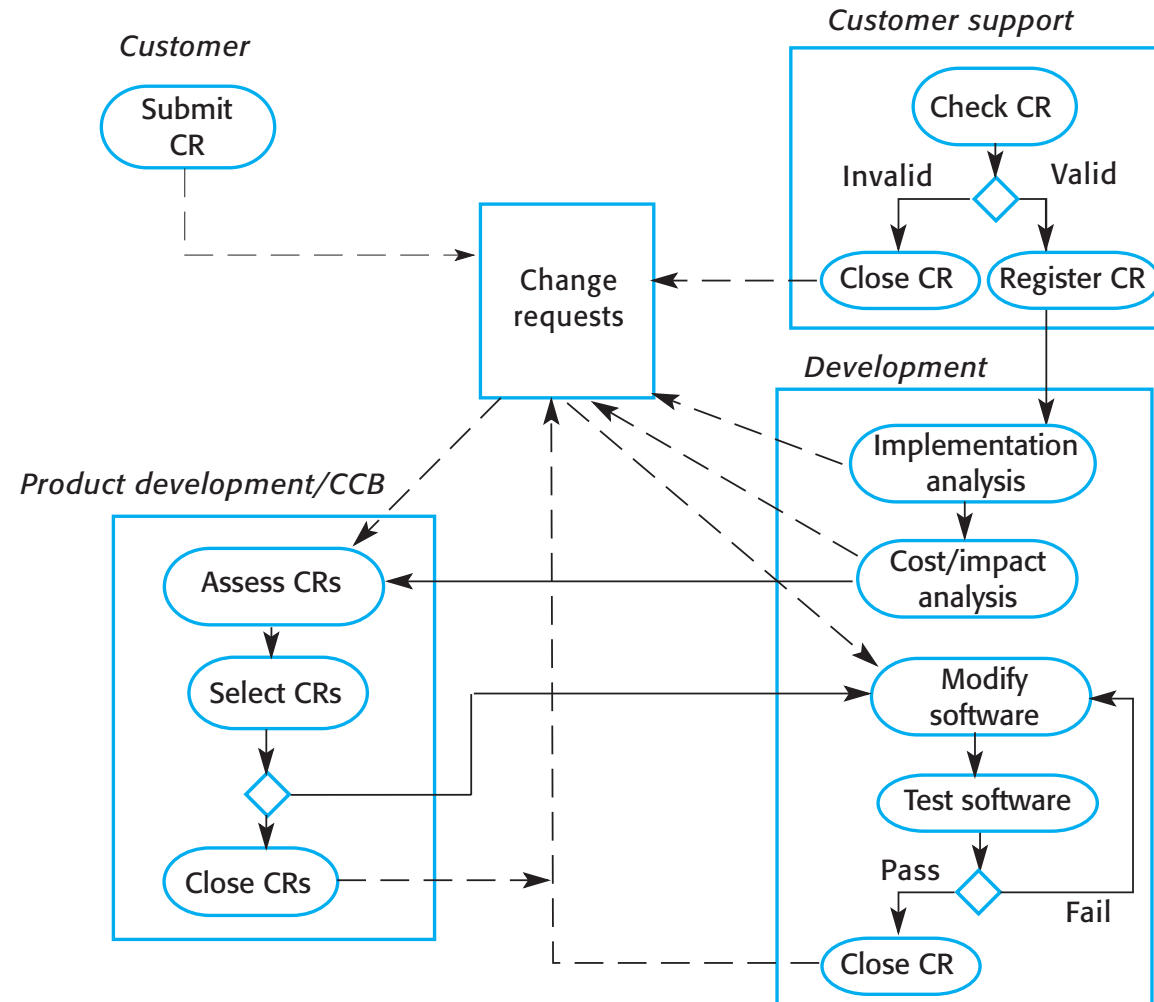 Customer
Submit
CR
Customer support
Check CR
Invalid
Valid
Close CR
Register CR
Change
requests
Development
Implementation
analysis
Cost/impact
analysis
Product development/CCB
Assess CRs
Select CRs
Close CRs
Modify
software
Test software
Pass
Fail
Close CR